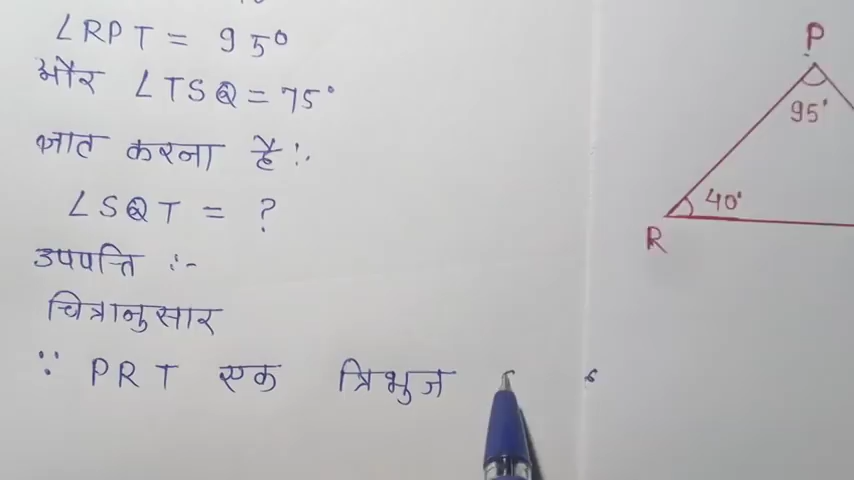 ∠RPT = 95°
और ∠TSQ = 75°
ज्ञात करना है :-
∠SQT = ?
उपपत्ति :-
चित्रानुसार
∵ PRT एक त्रिभुज
P
95°
40°
R